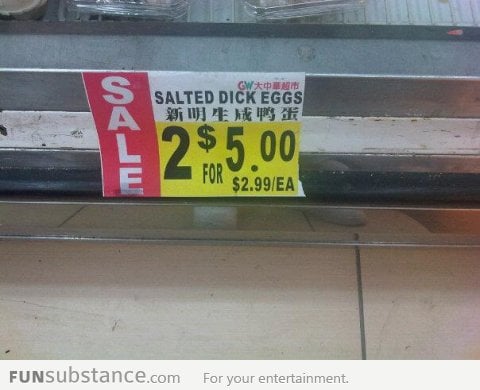 SALE
GW大中華超市
SALTED DICK EGGS
新明生咸鸭蛋
2 FOR $5.00
$2.99/EA
FUNsubstance.com For your entertainment.